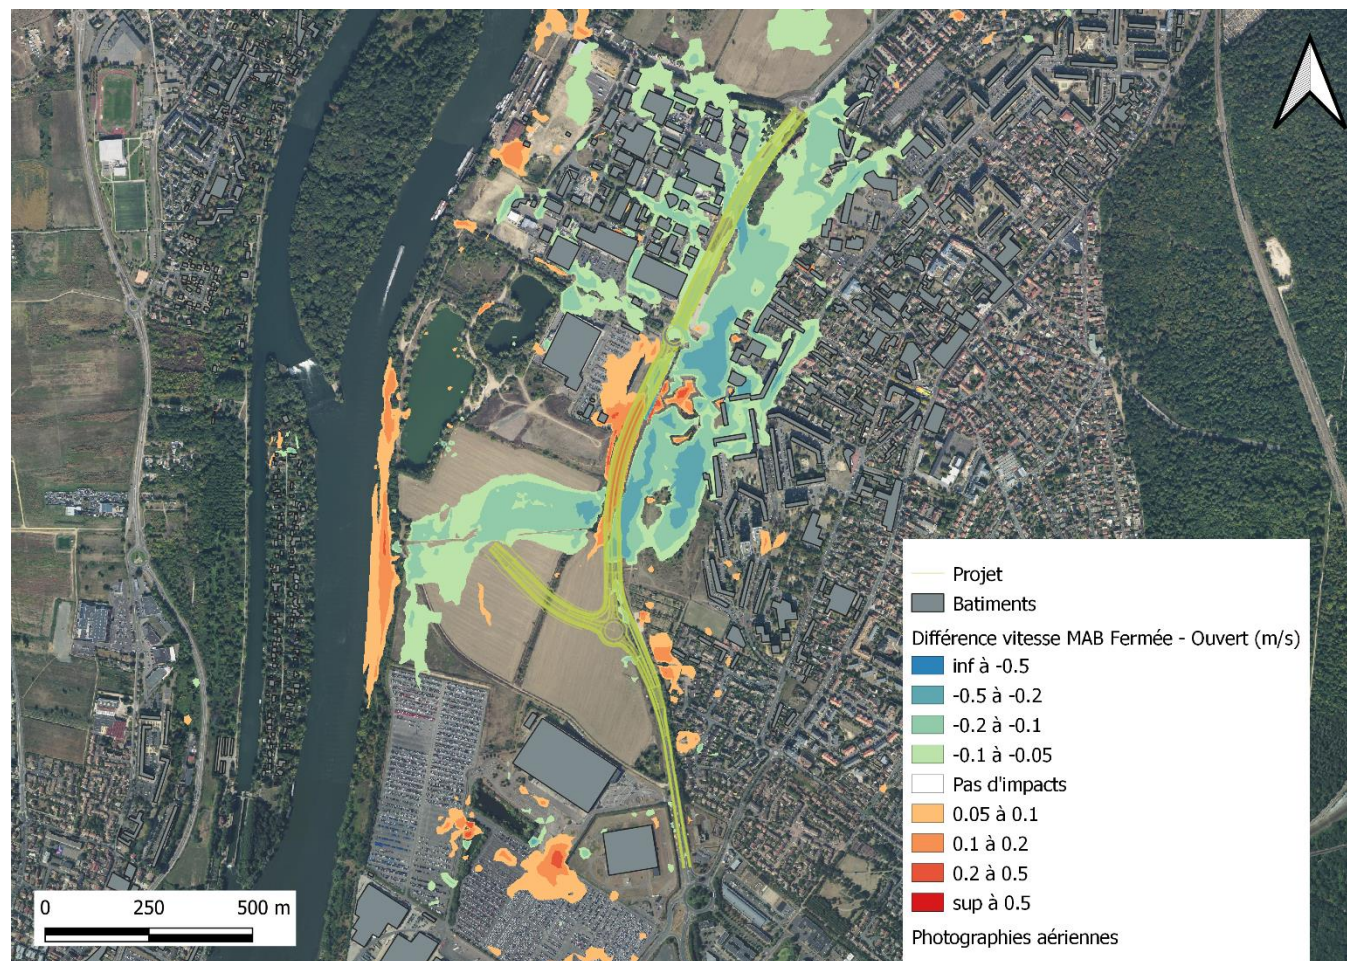 Projet
Batiments
Différence vitesse MAB Fermée - Ouvert (m/s)
inf à -0.5
-0.5 à -0.2
-0.2 à -0.1
-0.1 à -0.05
Pas d'impacts
0.05 à 0.1
0.1 à 0.2
0.2 à 0.5
sup à 0.5
Photographies aériennes
0 250 500 m